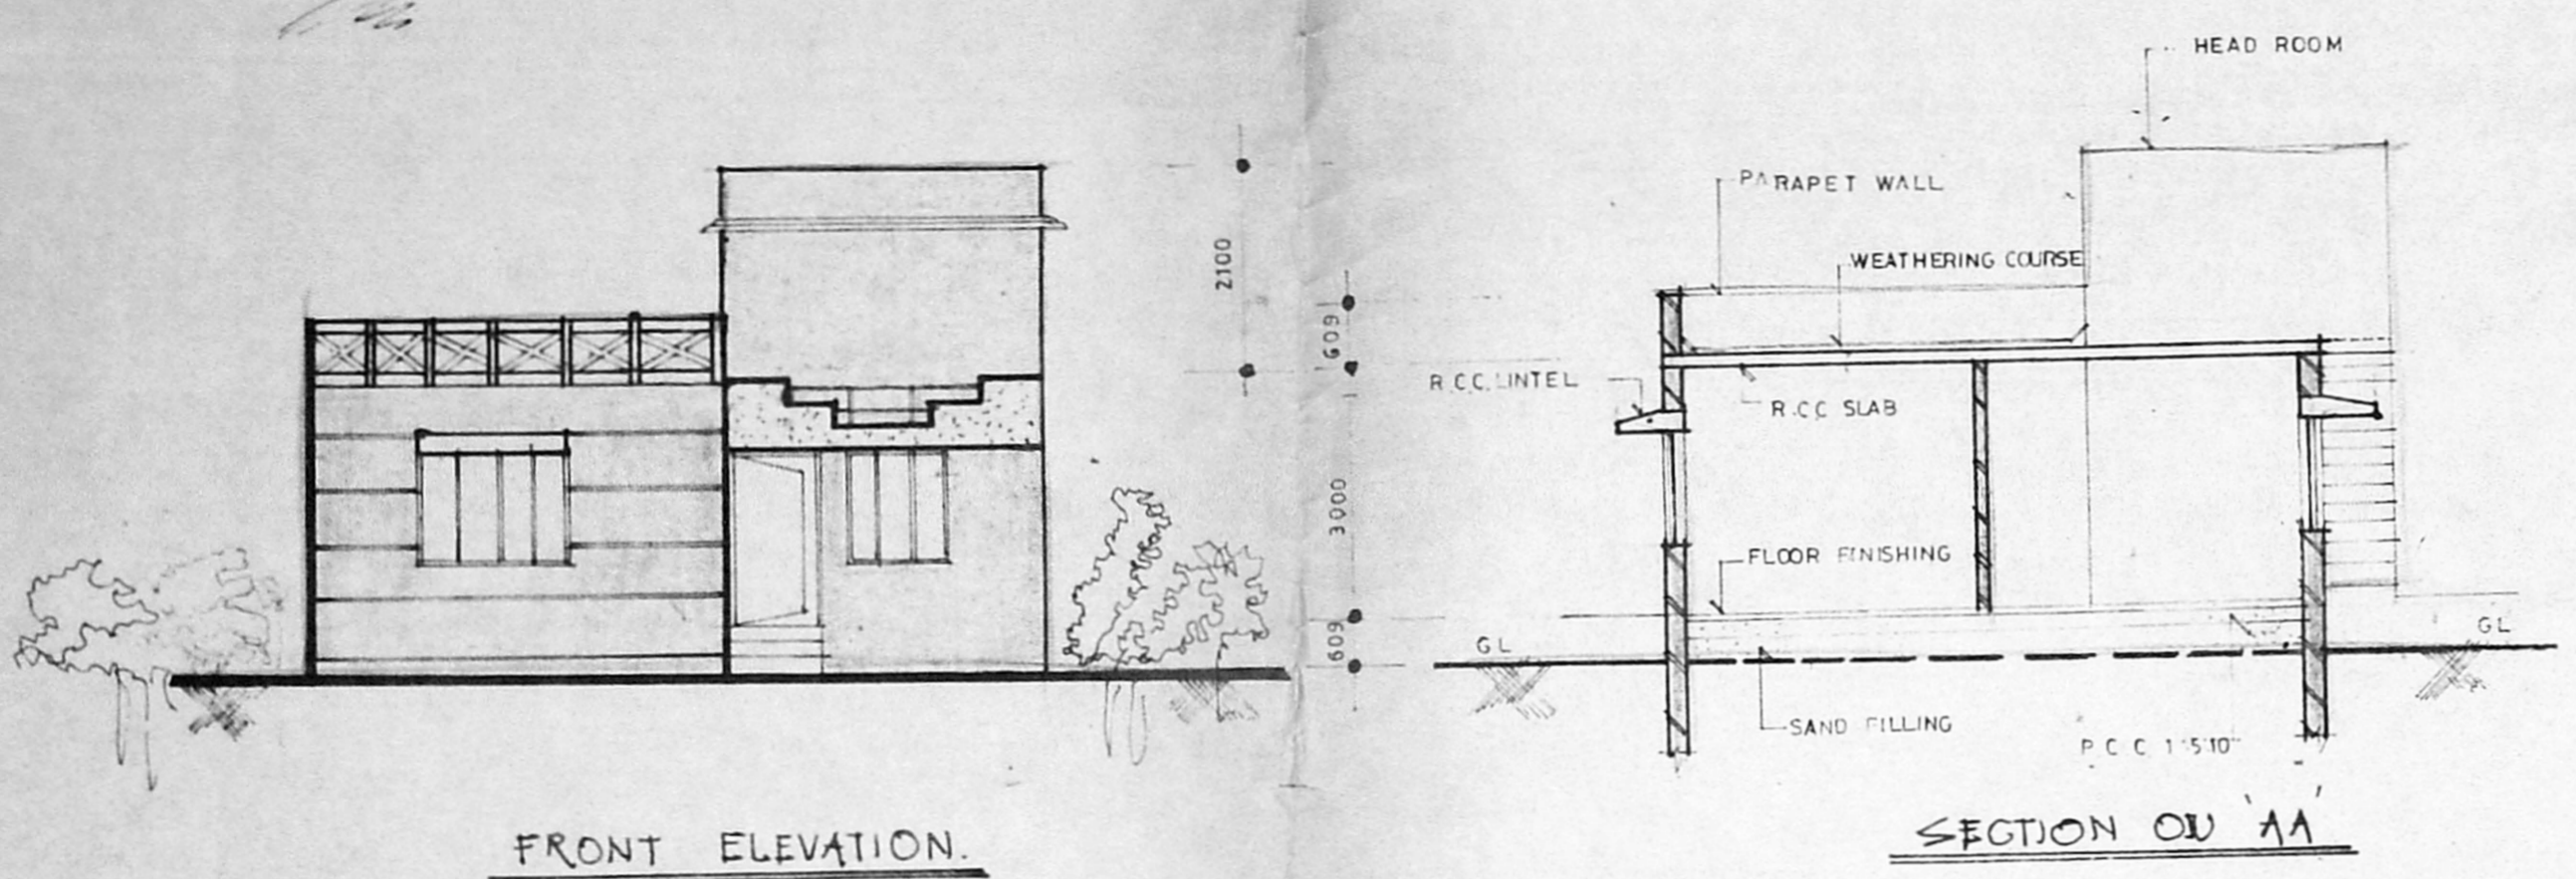 HEAD ROOM
PARAPET WALL
WEATHERING COURSE
2100
609
R.C.C. LINTEL
R.C.C SLAB
3000
FLOOR FINISHING
609
GL
GL
SAND FILLING
P C C 1:5:10
FRONT ELEVATION.
SECTION ON 'AA'